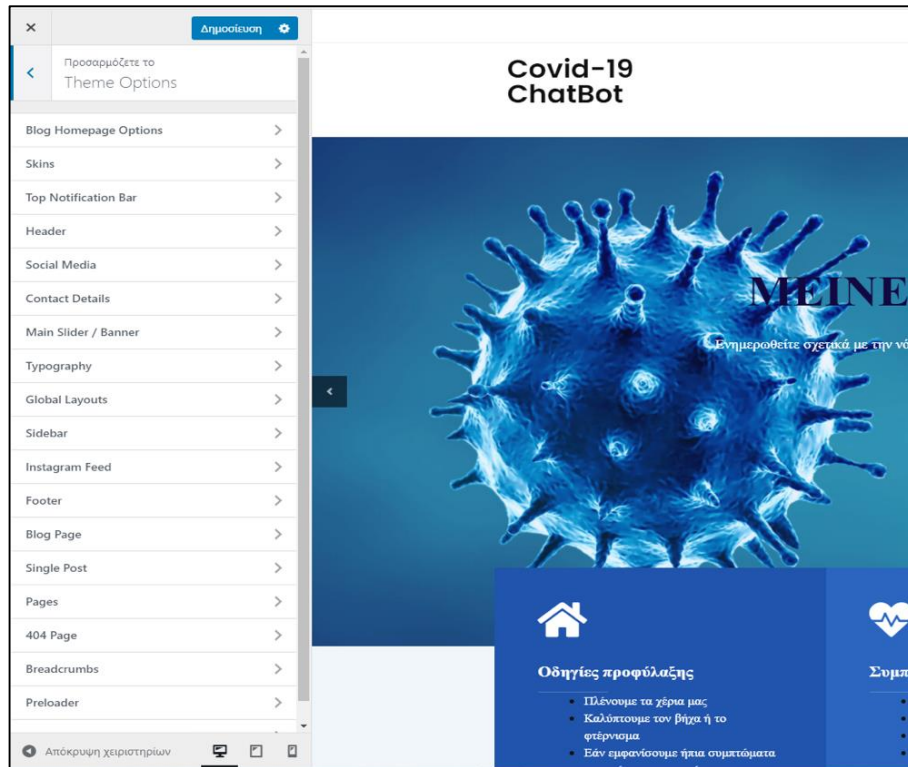 Δημοσίευση
Προσαρμόζετε το
Theme Options
Blog Homepage Options
Skins
Top Notification Bar
Header
Social Media
Contact Details
Main Slider / Banner
Typography
Global Layouts
Sidebar
Instagram Feed
Footer
Blog Page
Single Post
Pages
404 Page
Breadcrumbs
Preloader
Απόκρυψη χειριστηρίων
Covid-19
ChatBot
ΜΕΙΝΕ
Ενημερωθείτε σχετικά με την νό
Οδηγίες προφύλαξης
Πλένουμε τα χέρια μας
Καλύπτουμε τον βήχα ή το
φτέρνισμα
Εάν εμφανίσουμε ήπια συμπτώματα
Συμπ